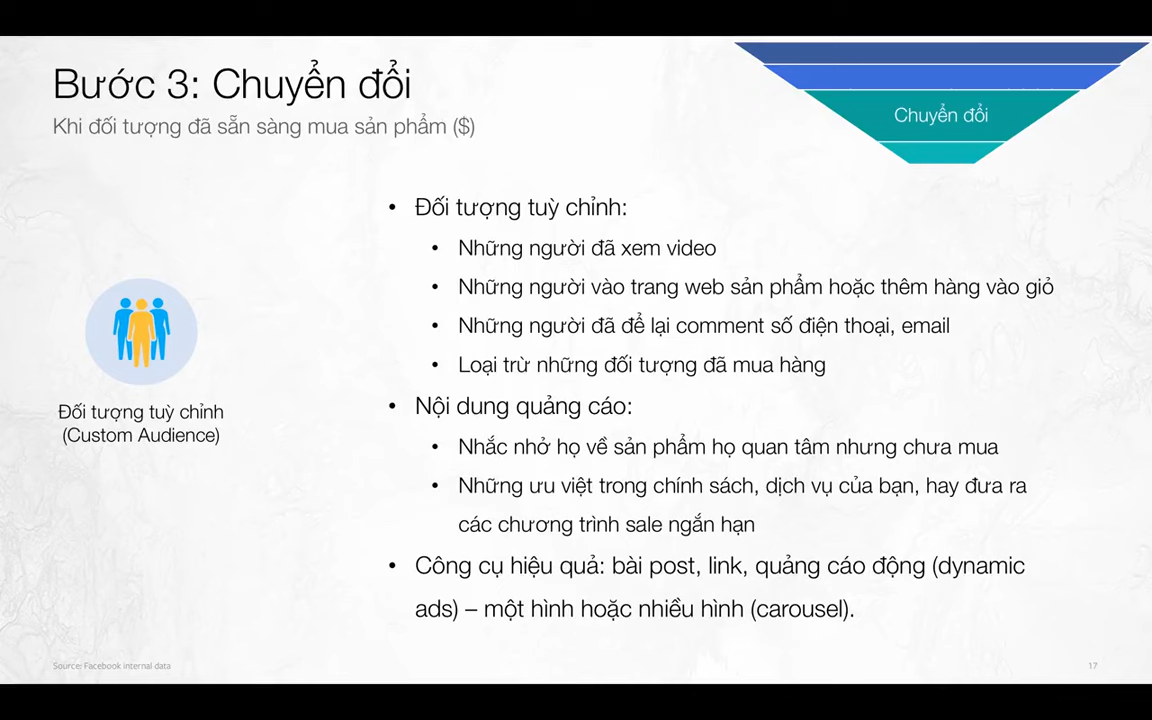 Bước 3: Chuyển đổi
Khi đối tượng đã sẵn sàng mua sản phẩm ($)
Chuyển đổi
• Đối tượng tuỳ chỉnh:
• Những người đã xem video
• Những người vào trang web sản phẩm hoặc thêm hàng vào giỏ
• Những người đã để lại comment số điện thoại, email
• Loại trừ những đối tượng đã mua hàng
Đối tượng tuỳ chỉnh
(Custom Audience)
• Nội dung quảng cáo:
• Nhắc nhở họ về sản phẩm họ quan tâm nhưng chưa mua
• Những ưu việt trong chính sách, dịch vụ của bạn, hay đưa ra
các chương trình sale ngắn hạn
• Công cụ hiệu quả: bài post, link, quảng cáo động (dynamic
ads) – một hình hoặc nhiều hình (carousel).
Source: Facebook internal data
17